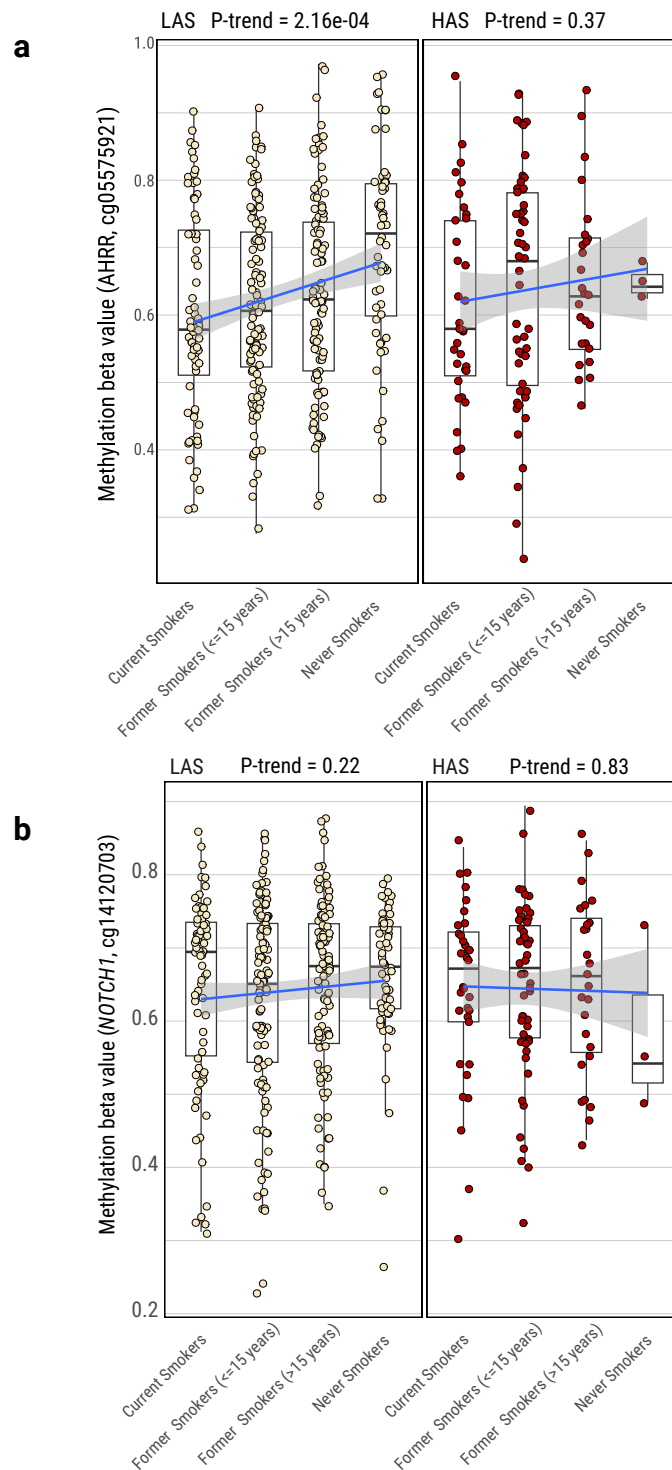 LAS P-trend = 2.16e-04 HAS P-trend = 0.37
a
1.0
0.8
0.6
0.4
Methylation beta value (AHRR, cg05575921)
Current Smokers
Former Smokers (<=15 years)
Former Smokers (>15 years)
Never Smokers
Current Smokers
Former Smokers (<=15 years)
Former Smokers (>15 years)
Never Smokers
LAS P-trend = 0.22 HAS P-trend = 0.83
b
0.8
0.6
0.4
0.2
Methylation beta value (NOTCH1, cg14120703)
Current Smokers
Former Smokers (<=15 years)
Former Smokers (>15 years)
Never Smokers
Current Smokers
Former Smokers (<=15 years)
Former Smokers (>15 years)
Never Smokers